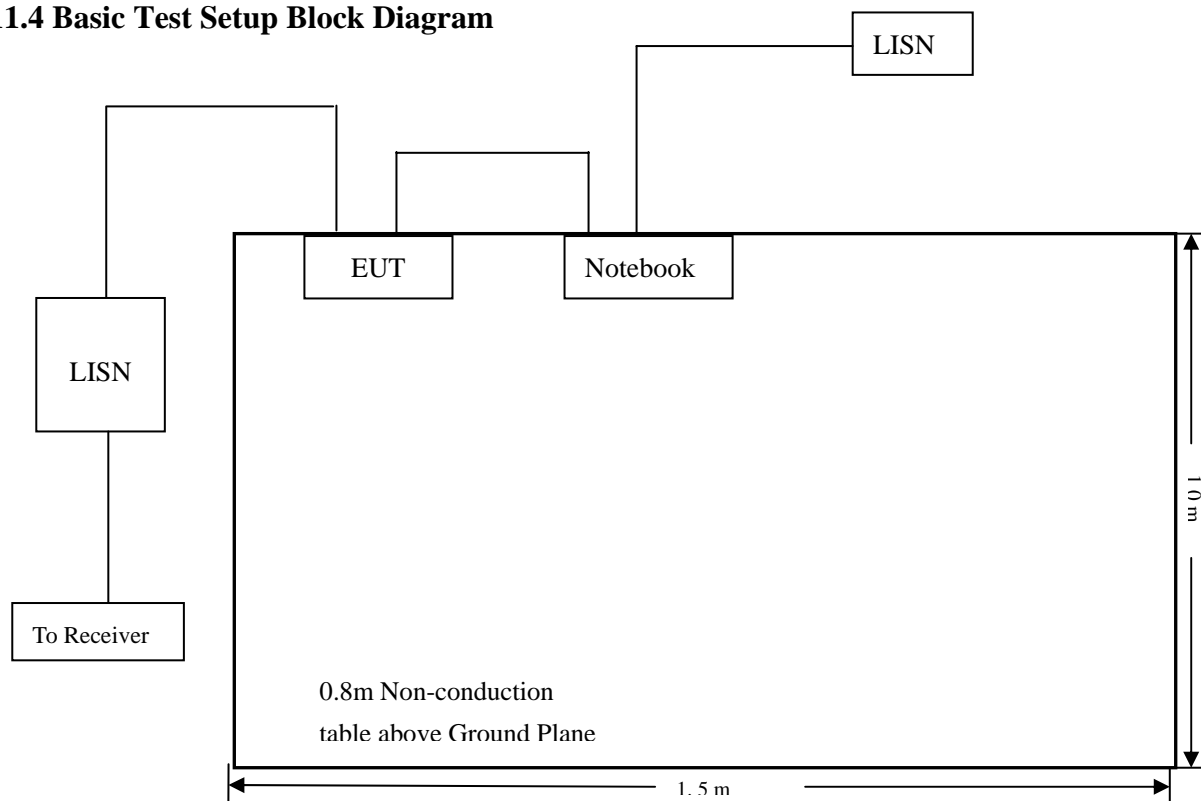 11.4 Basic Test Setup Block Diagram
LISN
EUT
Notebook
LISN
1.0 m
To Receiver
0.8m Non-conduction
table above Ground Plane
1. 5 m